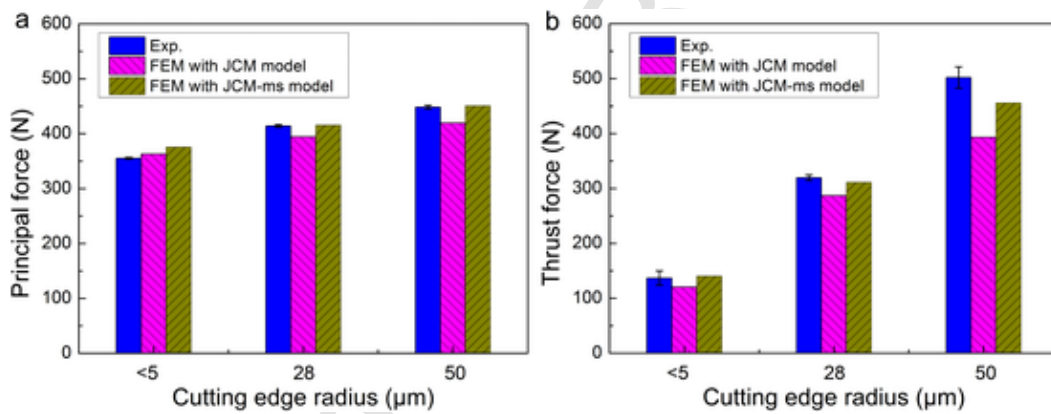 a
600
500
400
300
200
100
0
Principal force (N)
Exp.
FEM with JCM model
FEM with JCM-ms model
<5 28 50
Cutting edge radius (μm)
b
600
500
400
300
200
100
0
Thrust force (N)
Exp.
FEM with JCM model
FEM with JCM-ms model
<5 28 50
Cutting edge radius (μm)